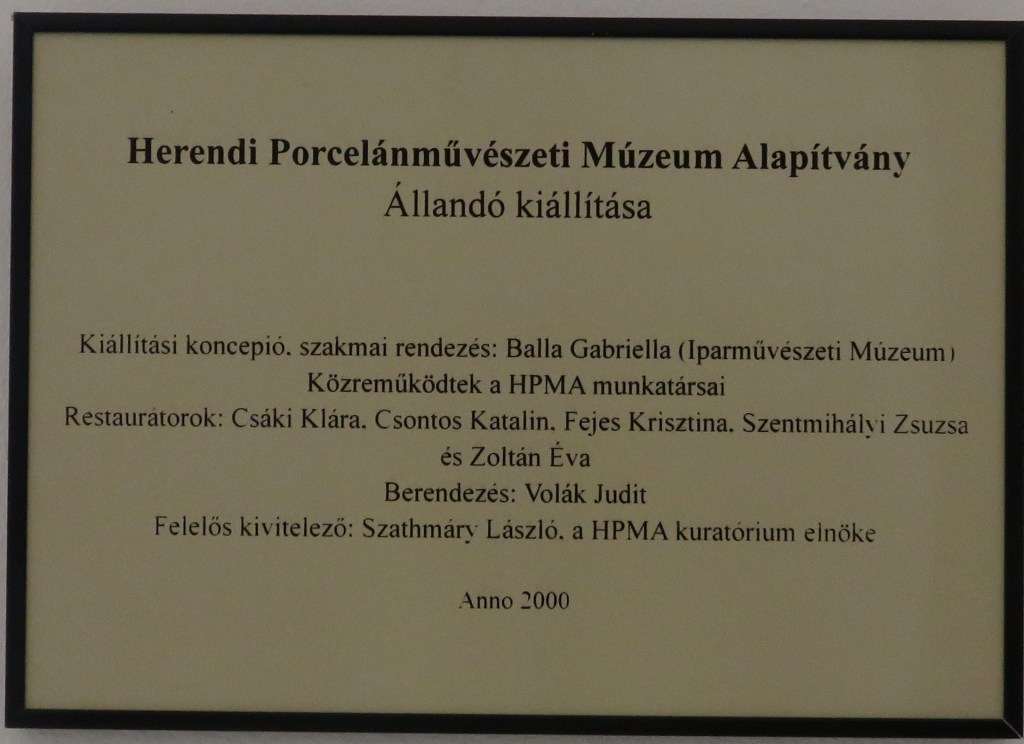 Herendi Porcelánművészeti Múzeum Alapítvány
Állandó kiállítása
Kiállítási koncepió, szakmai rendezés: Balla Gabriella (Iparművészeti Múzeum)
Közreműködtek a HPMA munkatársai
Restaurátorok: Csáki Klára, Csontos Katalin, Fejes Krisztina, Szentmihályi Zsuzsa
és Zoltán Éva
Berendezés: Volák Judit
Felelős kivitelező: Szathmáry László, a HPMA kuratórium elnöke
Anno 2000